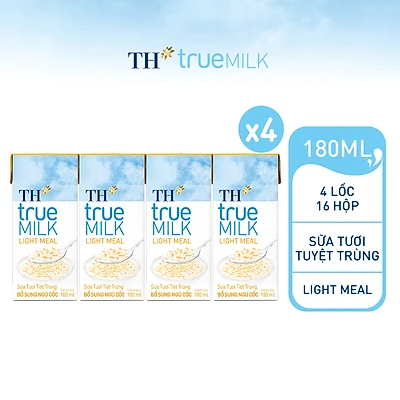 TH true MILK
x4
180ML
4 LỐC
16 HỘP
SỮA TƯƠI
TUYỆT TRÙNG
LIGHT MEAL
TH
true
MILK
LIGHT MEAL
Sữa Tươi Tiệt Trùng
BỔ SUNG NGŨ CỐC
180 ml
TH
true
MILK
LIGHT MEAL
Sữa Tươi Tiệt Trùng
BỔ SUNG NGŨ CỐC
180 ml
TH
true
MILK
LIGHT MEAL
Sữa Tươi Tiệt Trùng
BỔ SUNG NGŨ CỐC
180 ml
TH
true
MILK
LIGHT MEAL
Sữa Tươi Tiệt Trùng
BỔ SUNG NGŨ CỐC
180 ml